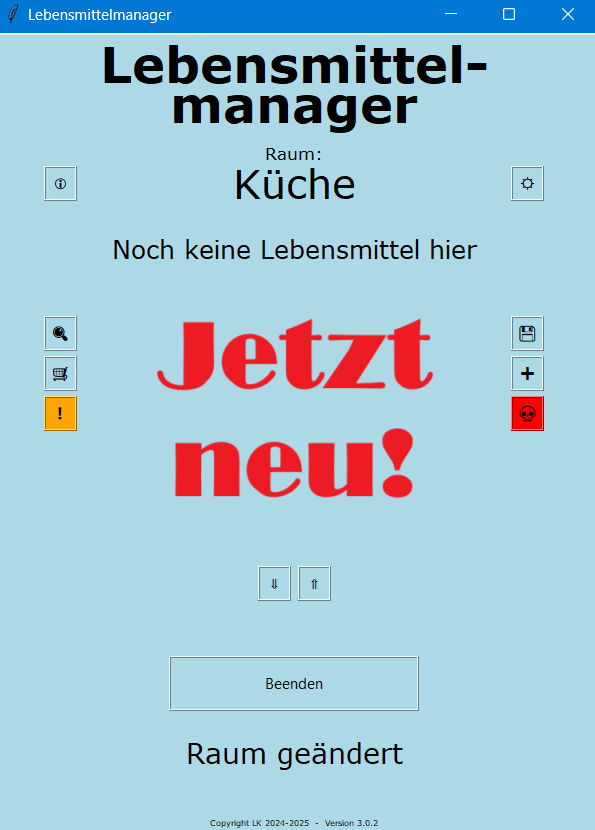 Lebensmittelmanager
Lebensmittel-
manager
Raum:
Küche
Noch keine Lebensmittel hier
Jetzt
neu!
!
Beenden
Raum geändert
Copyright LK 2024-2025 - Version 3.0.2